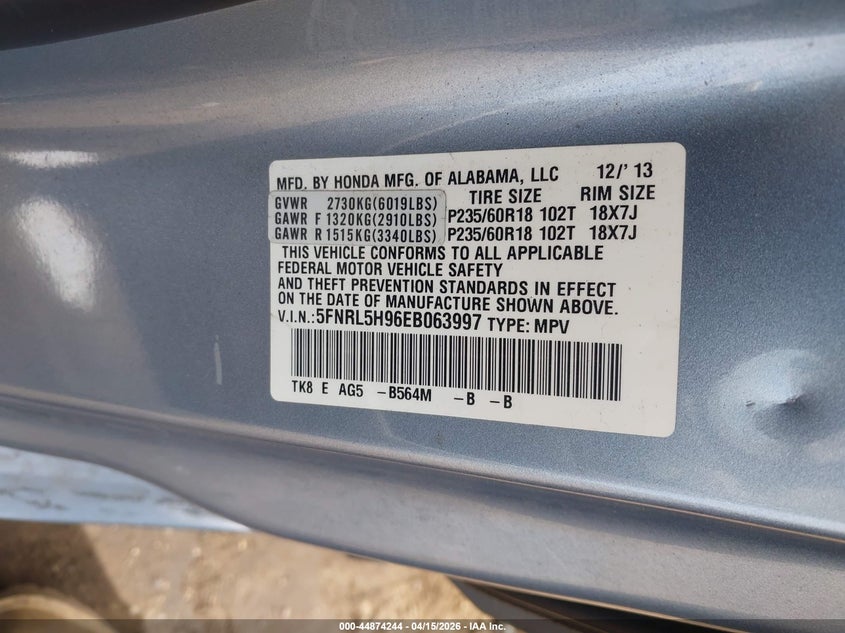 MFD. BY HONDA MFG. OF ALABAMA, LLC 12/'13
TIRE SIZE RIM SIZE
GVWR 2730KG(6019LBS)
GAWR F 1320KG(2910LBS) P235/60R18 102T 18X7J
GAWR R 1515KG(3340LBS) P235/60R18 102T 18X7J
THIS VEHICLE CONFORMS TO ALL APPLICABLE
FEDERAL MOTOR VEHICLE SAFETY
AND THEFT PREVENTION STANDARDS IN EFFECT
ON THE DATE OF MANUFACTURE SHOWN ABOVE.
V.I.N.: 5FNRL5H96EB063997 TYPE: MPV
TK8 E AG5 -B564M -B -B
000-44874244 - 04/15/2026 - IAA Inc.